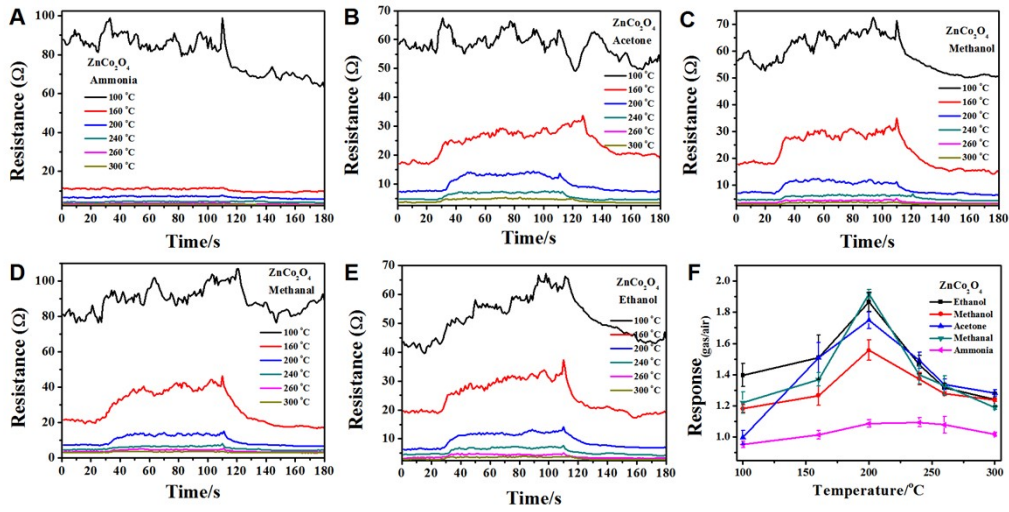 A
100
80
60
40
20
Resistance (Ω)
ZnCo2O4
Ammonia
100 °C
160 °C
200 °C
240 °C
260 °C
300 °C
0 20 40 60 80 100 120 140 160 180
Time/s
B
70
60
50
40
30
20
10
Resistance (Ω)
ZnCo2O4
Acetone
100 °C
160 °C
200 °C
240 °C
260 °C
300 °C
0 20 40 60 80 100 120 140 160 180
Time/s
C
70
60
50
40
30
20
10
Resistance (Ω)
ZnCo2O4
Methanol
100 °C
160 °C
200 °C
240 °C
260 °C
300 °C
0 20 40 60 80 100 120 140 160 180
Time/s
D
100
80
60
40
20
0
Resistance (Ω)
ZnCo2O4
Methanal
100 °C
160 °C
200 °C
240 °C
260 °C
300 °C
0 20 40 60 80 100 120 140 160 180
Time/s
E
70
60
50
40
30
20
10
Resistance (Ω)
ZnCo2O4
Ethanol
100 °C
160 °C
200 °C
240 °C
260 °C
300 °C
0 20 40 60 80 100 120 140 160 180
Time/s
F
2.0
1.8
1.6
1.4
1.2
1.0
Response(gas/air)
ZnCo2O4
Ethanol
Methanol
Acetone
Methanal
Ammonia
100 150 200 250 300
Temperature/°C